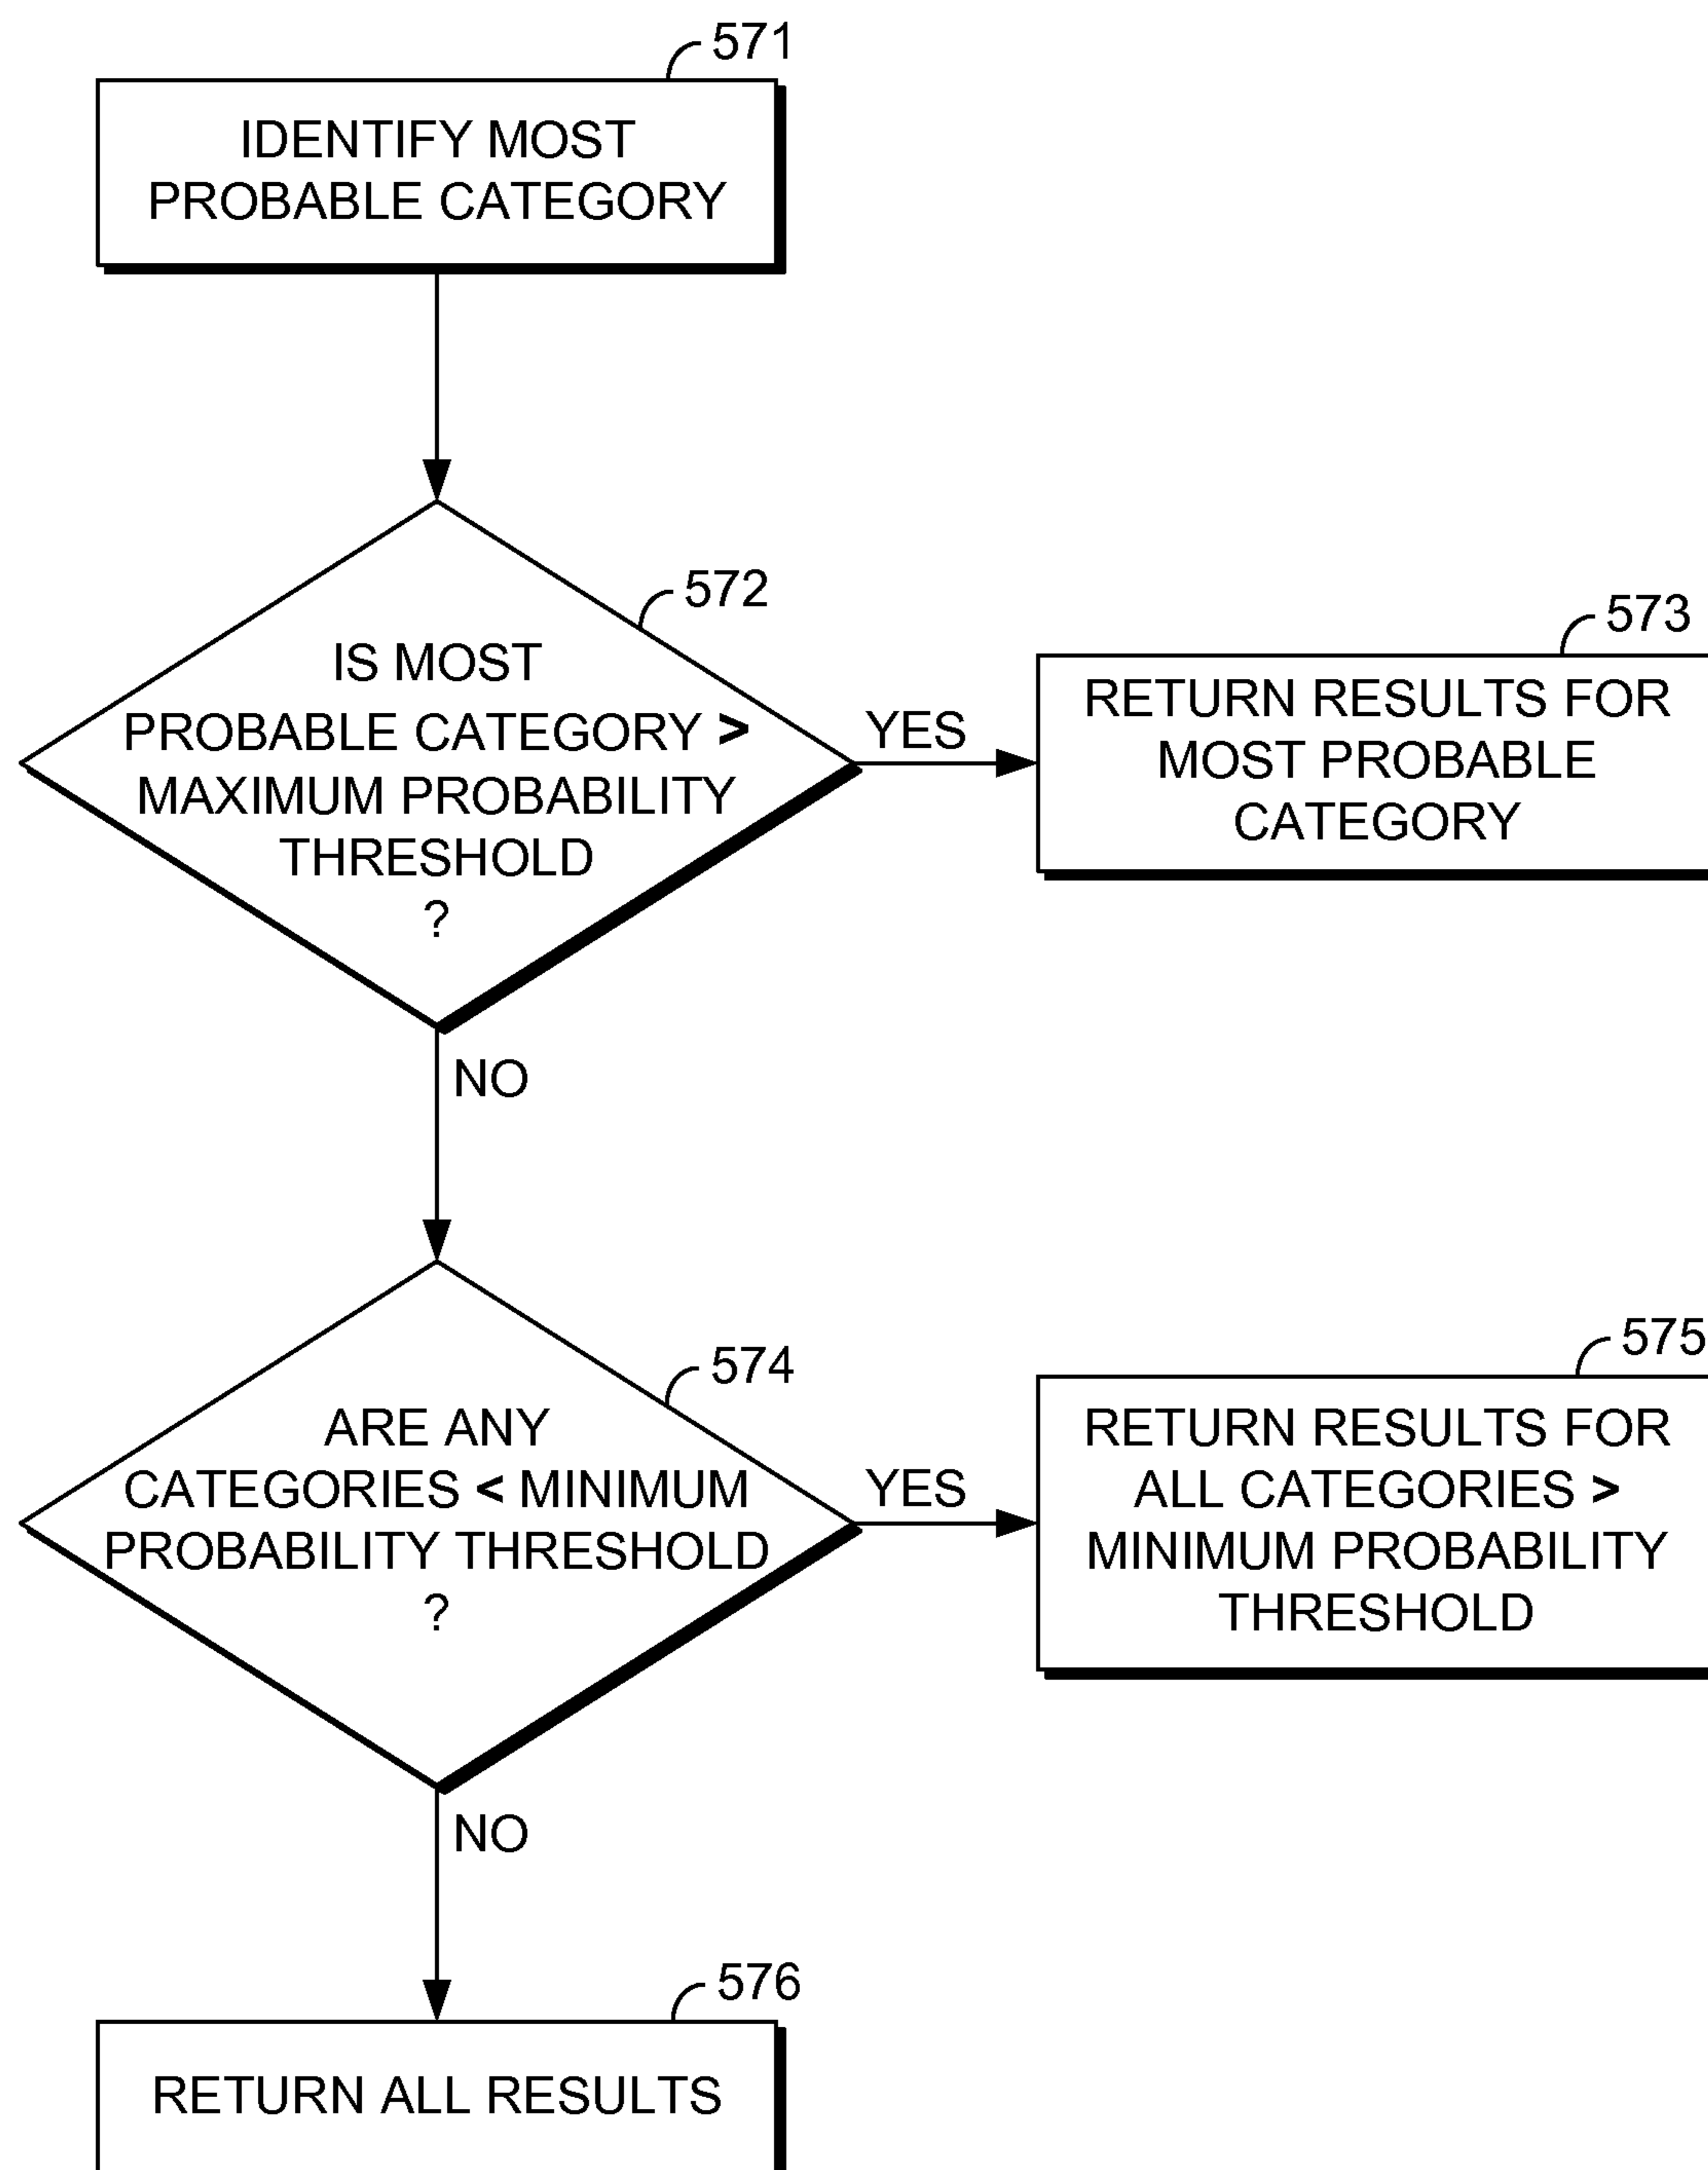 571
IDENTIFY MOST
PROBABLE CATEGORY
572
IS MOST
PROBABLE CATEGORY >
MAXIMUM PROBABILITY
THRESHOLD
?
YES
573
RETURN RESULTS FOR
MOST PROBABLE
CATEGORY
NO
574
ARE ANY
CATEGORIES < MINIMUM
PROBABILITY THRESHOLD
?
YES
575
RETURN RESULTS FOR
ALL CATEGORIES >
MINIMUM PROBABILITY
THRESHOLD
NO
576
RETURN ALL RESULTS